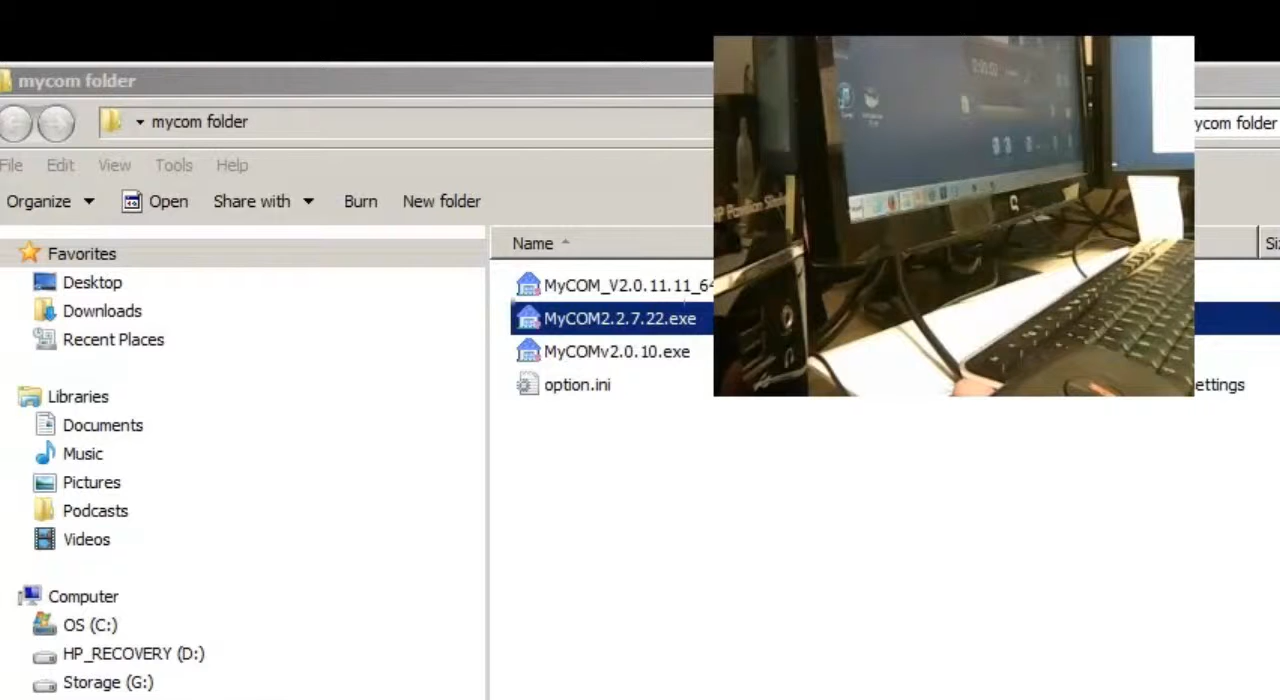 mycom folder
mycom folder
ycom folder
File Edit View Tools Help
Organize Open Share with Burn New folder
Favorites
Desktop
Downloads
Recent Places
Libraries
Documents
Music
Pictures
Podcasts
Videos
Computer
OS (C:)
HP_RECOVERY (D:)
Storage (G:)
Name
Si
MyCOM_V2.0.11.11_64
MyCOM2.2.7.22.exe
MyCOMv2.0.10.exe
option.ini
ettings